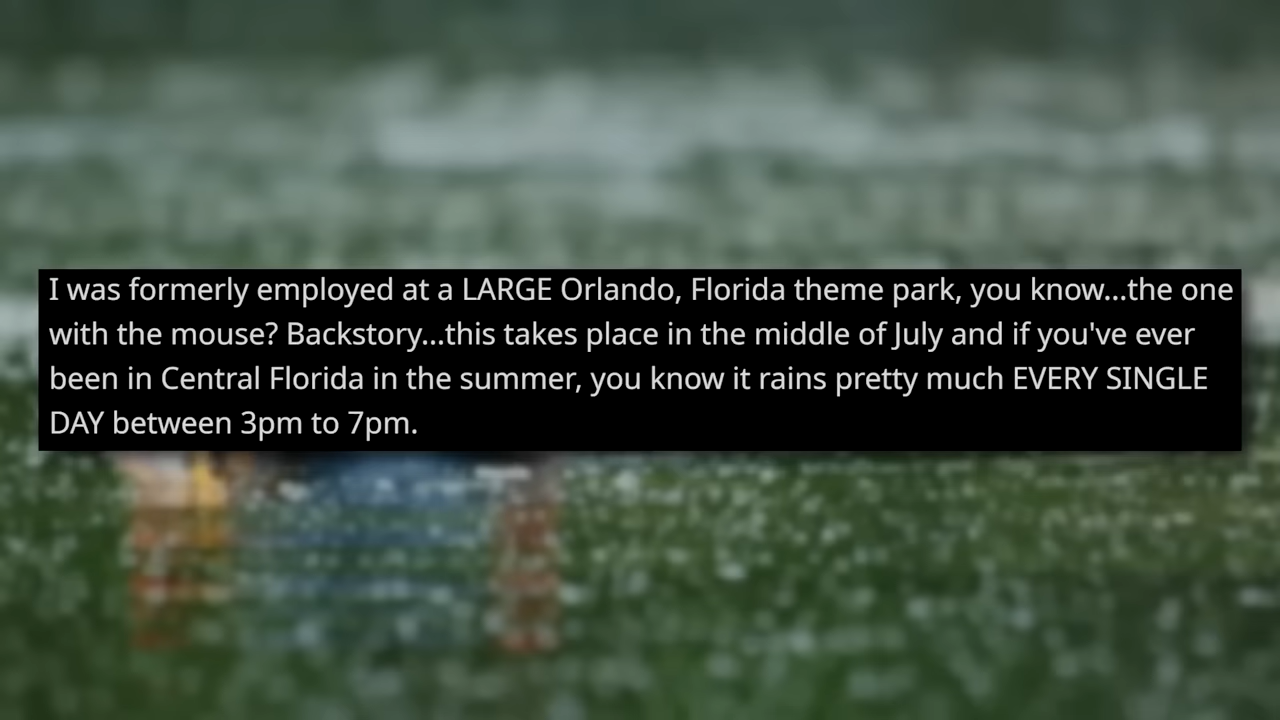 I was formerly employed at a LARGE Orlando, Florida theme park, you know...the one
with the mouse? Backstory...this takes place in the middle of July and if you've ever
been in Central Florida in the summer, you know it rains pretty much EVERY SINGLE
DAY between 3pm to 7pm.